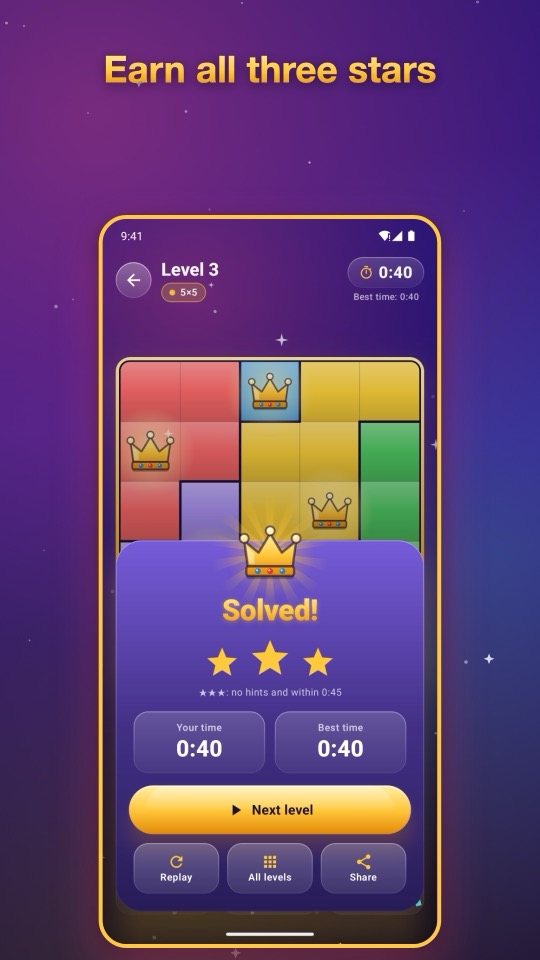 Earn all three stars
9:41
Level 3
5×5
0:40
Best time: 0:40
Solved!
★★★: no hints and within 0:45
Your time
0:40
Best time
0:40
Next level
Replay
All levels
Share